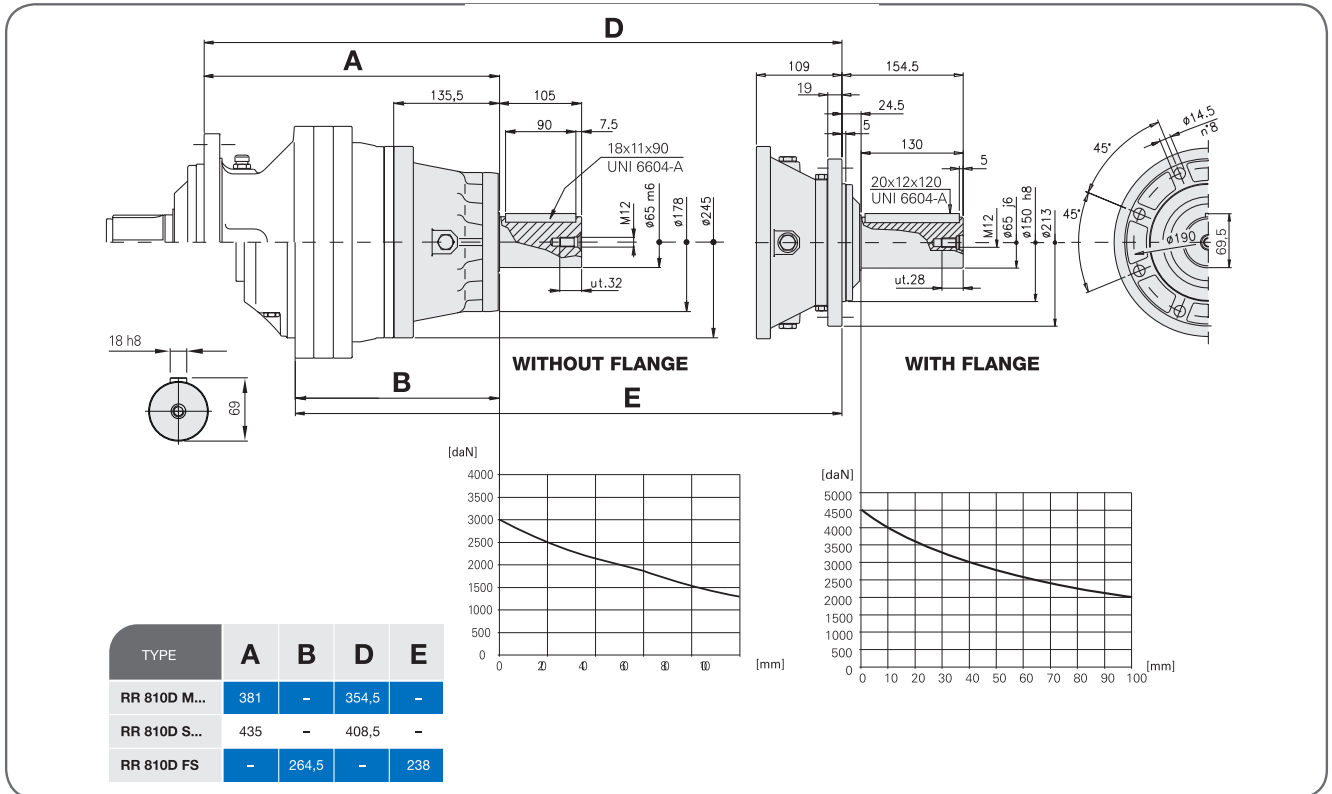 D
A
109
154.5
135,5
105
19
24.5
90
7.5
5
130
5
18x11x90
UNI 6604-A
20x12x120
UNI 6604-A
M12
ø65 m6
ø178
ø245
M12
ø65 j6
ø150 h8
ø213
ø14.5
n°8
45°
45°
ø190
69,5
ut.32
ut.28
18 h8
69
WITHOUT FLANGE
WITH FLANGE
B
E
[daN]
4000
3500
3000
2500
2000
1500
1000
500
0
0
[mm]
[daN]
5000
4500
4000
3500
3000
2500
2000
1500
1000
500
0
0 10 20 30 40 50 60 70 80 90 100
[mm]
TYPE A B D E
RR 810D M... 381 – 354,5 –
RR 810D S... 435 – 408,5 –
RR 810D FS – 264,5 – 238